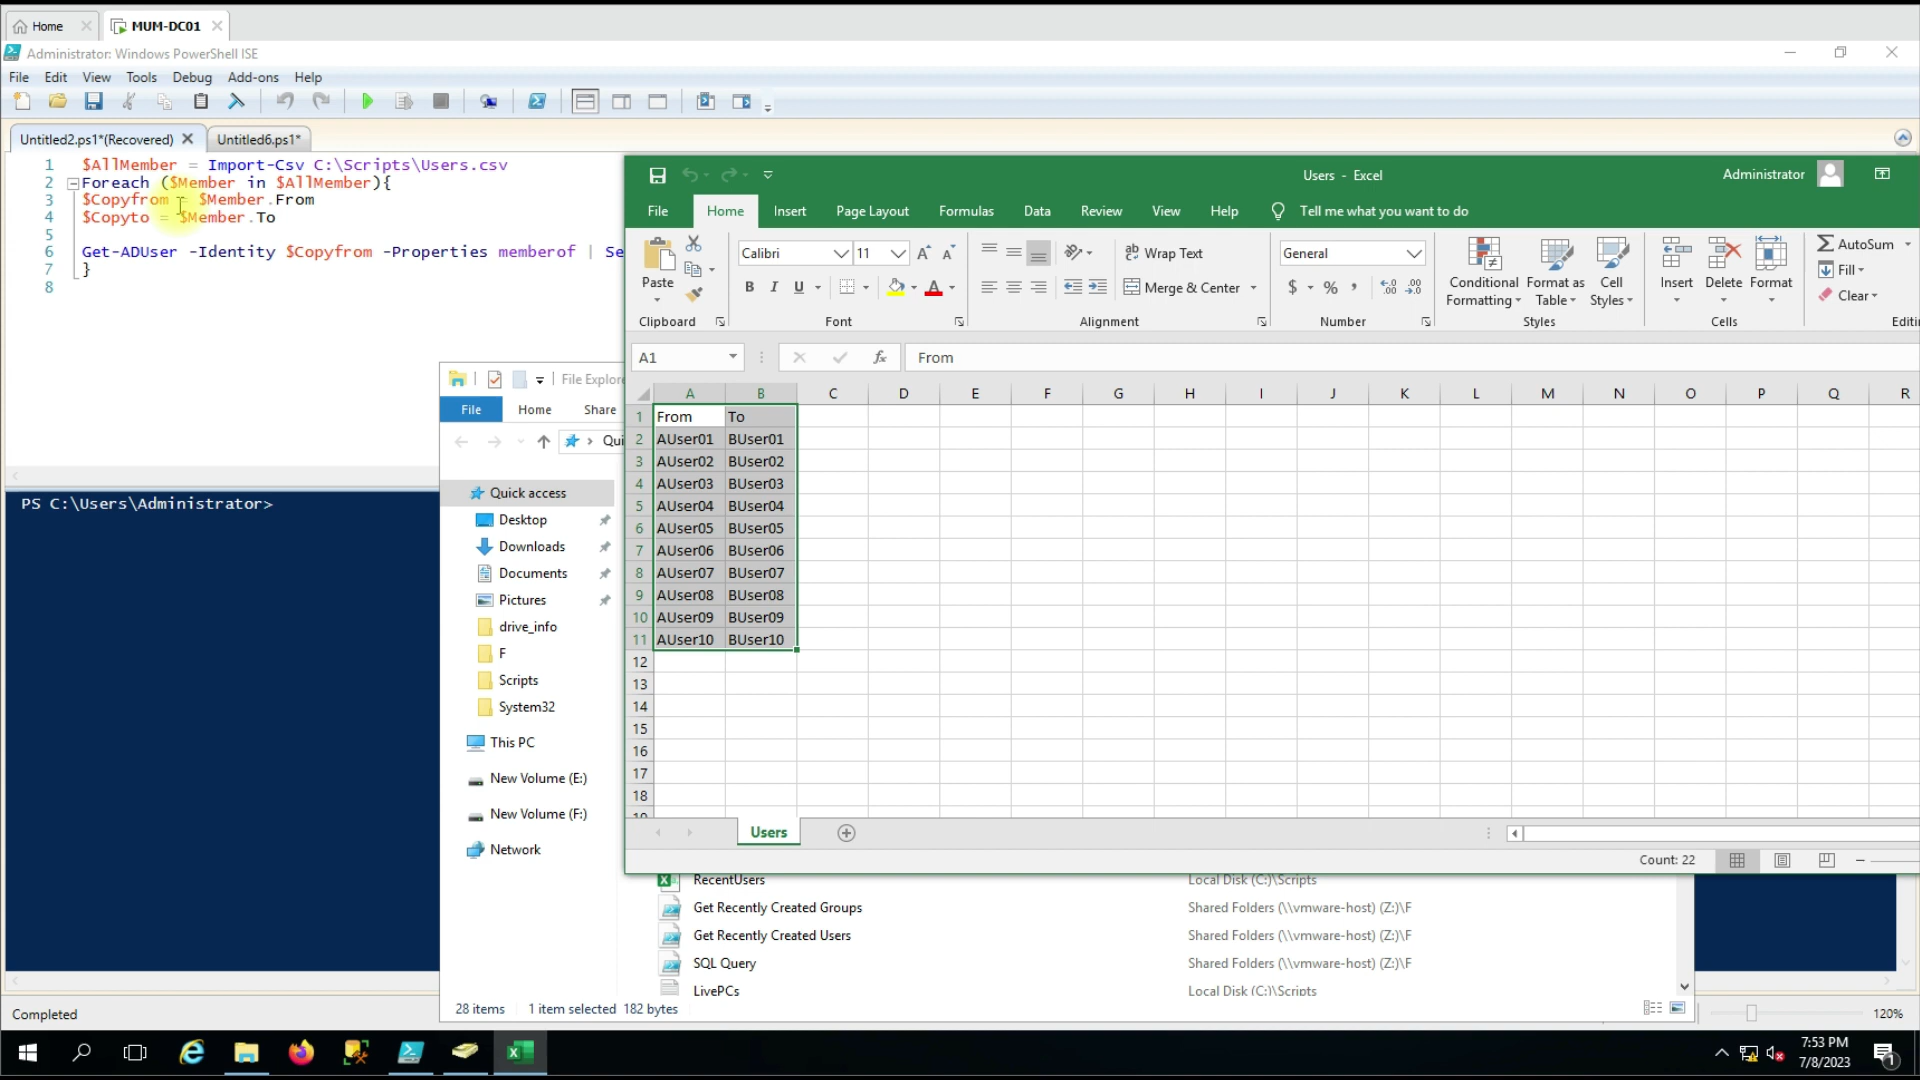 Home
MUM-DC01
Administrator: Windows PowerShell ISE
File Edit View Tools Debug Add-ons Help
Untitled2.ps1*(Recovered) Untitled6.ps1*
1 $AllMember = Import-Csv C:\Scripts\Users.csv
2 Foreach ($Member in $AllMember){
3 $Copyfrom = $Member.From
4 $Copyto = $Member.To
5
6 Get-ADUser -Identity $Copyfrom -Properties memberof | Se
7 }
8
PS C:\Users\Administrator>
Completed
120%
File Explore
File Home Share
Qui
Quick access
Desktop
Downloads
Documents
Pictures
drive_info
F
Scripts
System32
This PC
New Volume (E:)
New Volume (F:)
Network
28 items 1 item selected 182 bytes
Users - Excel
Administrator
File Home Insert Page Layout Formulas Data Review View Help Tell me what you want to do
Paste
Clipboard
Calibri 11
B I U
Font
Wrap Text
Merge & Center
Alignment
General
$ % ,
Number
Conditional Formatting
Format as Table
Cell Styles
Styles
Insert Delete Format
Cells
AutoSum
Fill
Clear
Editi
A1 fx From
A B C D E F G H I J K L M N O P Q R
1 From To
2 AUser01 BUser01
3 AUser02 BUser02
4 AUser03 BUser03
5 AUser04 BUser04
6 AUser05 BUser05
7 AUser06 BUser06
8 AUser07 BUser07
9 AUser08 BUser08
10 AUser09 BUser09
11 AUser10 BUser10
12
13
14
15
16
17
18
19
Users
Count: 22
RecentUsers Local Disk (C:)\Scripts
Get Recently Created Groups Shared Folders (\\vmware-host) (Z:)\F
Get Recently Created Users Shared Folders (\\vmware-host) (Z:)\F
SQL Query Shared Folders (\\vmware-host) (Z:)\F
LivePCs Local Disk (C:)\Scripts
7:53 PM
7/8/2023
1